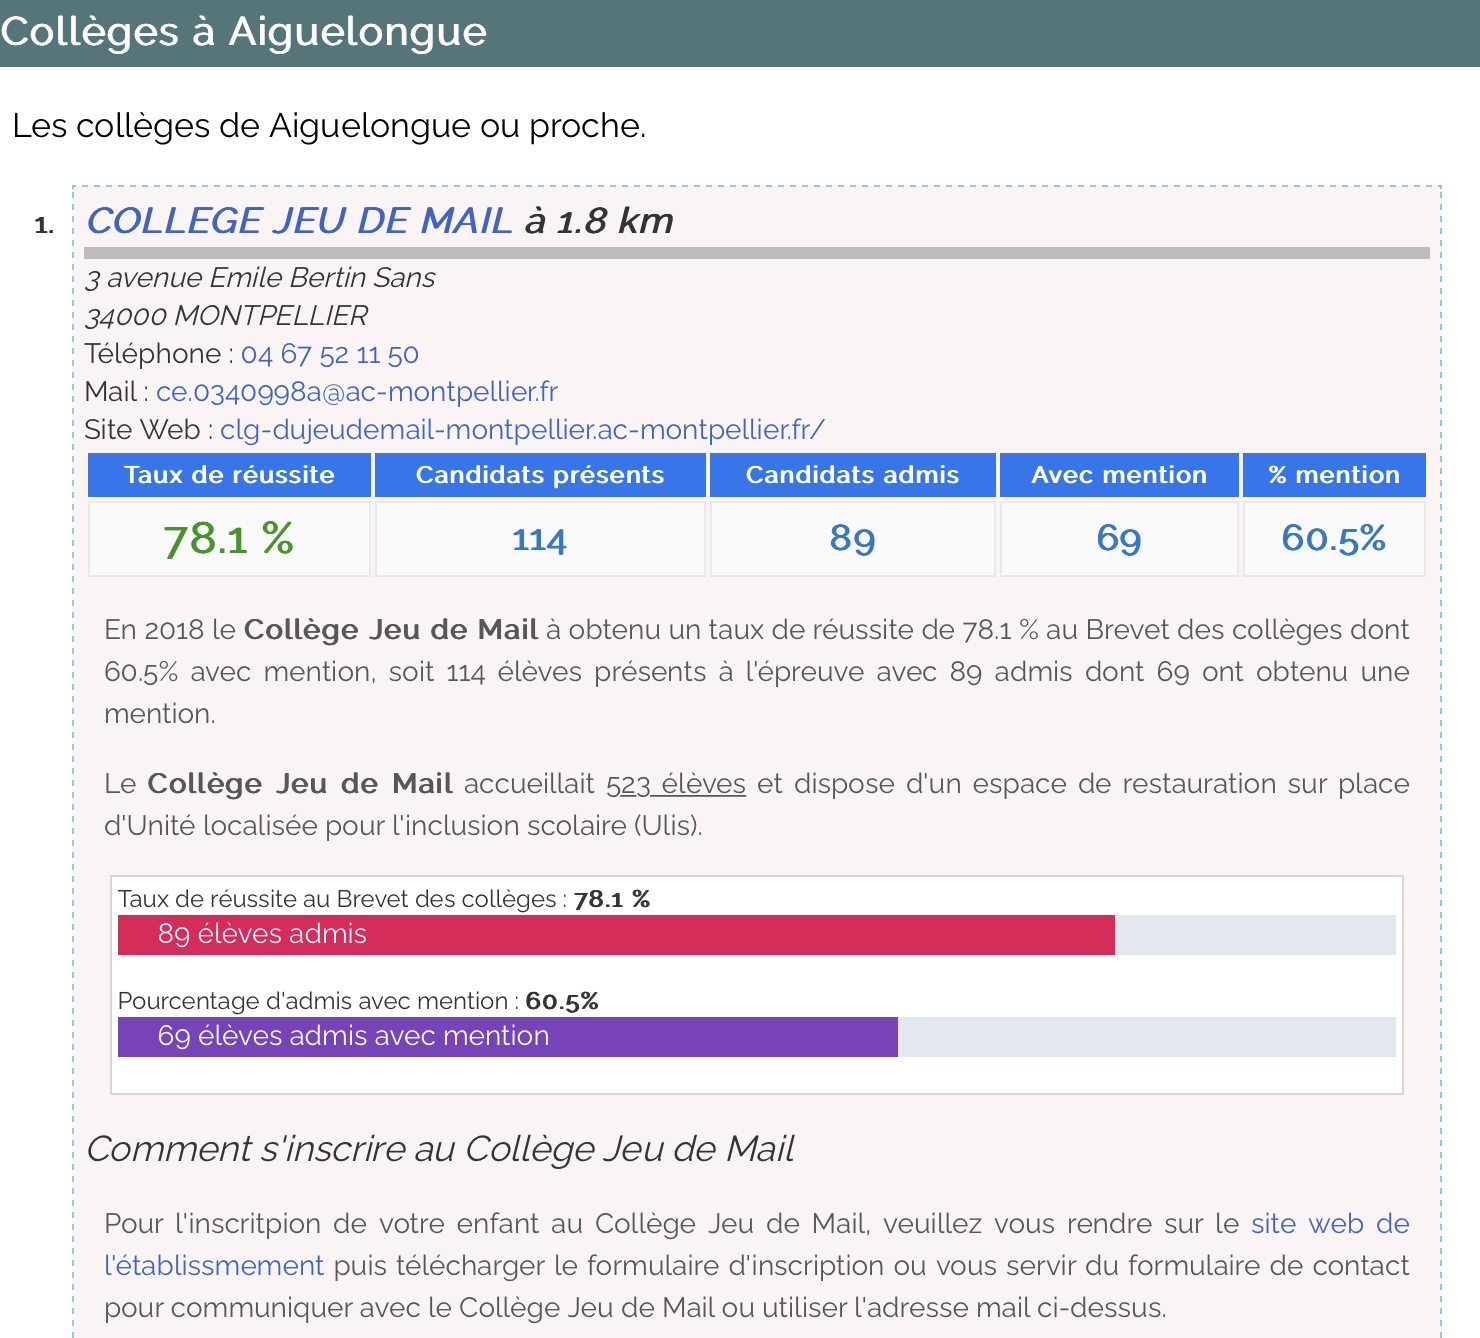 Collèges à Aiguelongue
Les collèges de Aiguelongue ou proche.
1. COLLEGE JEU DE MAIL à 1.8 km
3 avenue Emile Bertin Sans
34000 MONTPELLIER
Téléphone : 04 67 52 11 50
Mail : ce.0340998a@ac-montpellier.fr
Site Web : clg-dujeudemail-montpellier.ac-montpellier.fr/
Taux de réussite Candidats présents Candidats admis Avec mention % mention
78.1 % 114 89 69 60.5%
En 2018 le Collège Jeu de Mail à obtenu un taux de réussite de 78.1 % au Brevet des collèges dont
60.5% avec mention, soit 114 élèves présents à l'épreuve avec 89 admis dont 69 ont obtenu une
mention.
Le Collège Jeu de Mail accueillait 523 élèves et dispose d'un espace de restauration sur place
d'Unité localisée pour l'inclusion scolaire (Ulis).
Taux de réussite au Brevet des collèges : 78.1 %
89 élèves admis
Pourcentage d'admis avec mention : 60.5%
69 élèves admis avec mention
Comment s'inscrire au Collège Jeu de Mail
Pour l'inscritpion de votre enfant au Collège Jeu de Mail, veuillez vous rendre sur le site web de
l'établissmement puis télécharger le formulaire d'inscription ou vous servir du formulaire de contact
pour communiquer avec le Collège Jeu de Mail ou utiliser l'adresse mail ci-dessus.